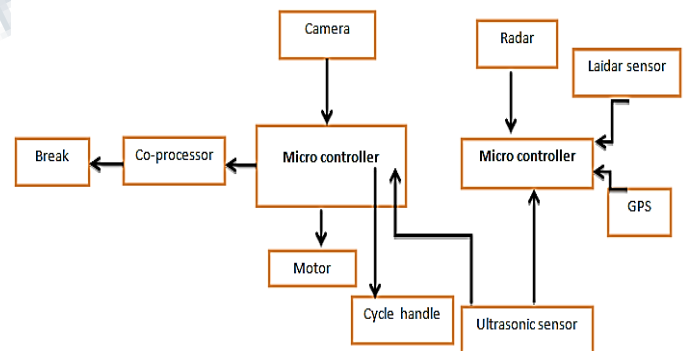 Camera
Radar
Laidar sensor
Break
Co-processor
Micro controller
Micro controller
GPS
Motor
Cycle handle
Ultrasonic sensor